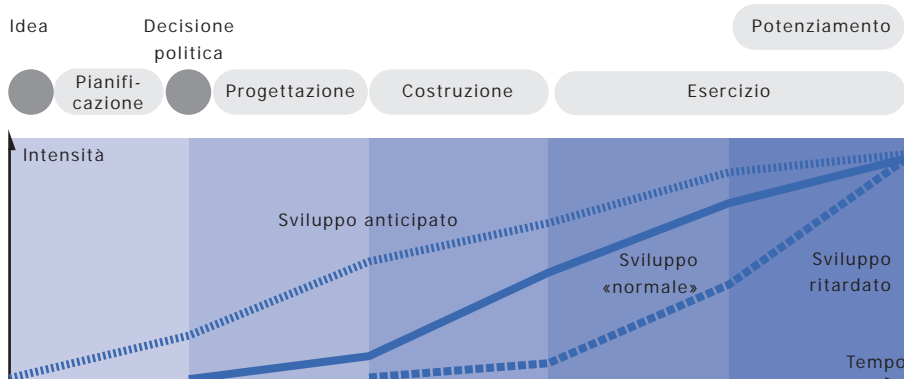 Idea
Decisione
politica
Potenziamento
Pianifi-
cazione
Progettazione
Costruzione
Esercizio
Intensità
Sviluppo anticipato
Sviluppo
«normale»
Sviluppo
ritardato
Tempo